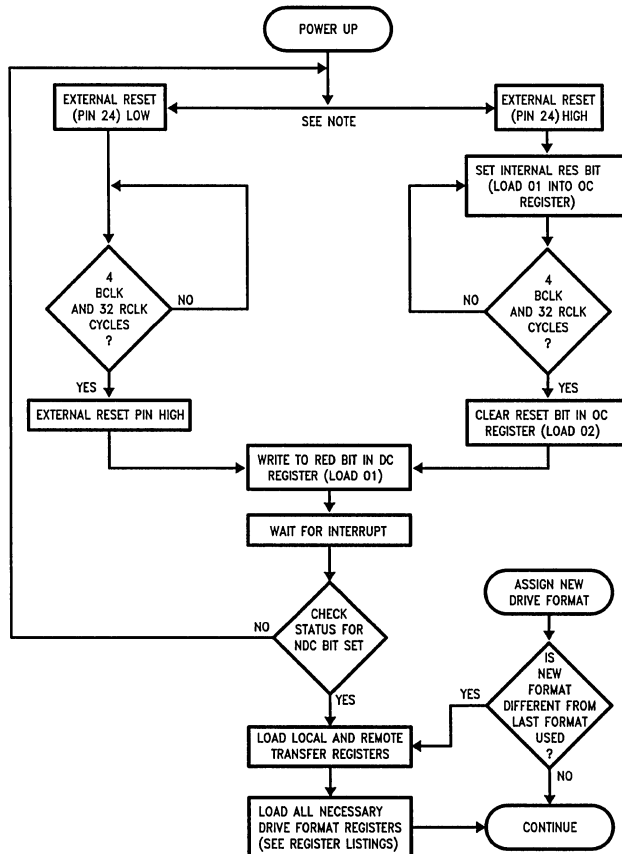 POWER UP
EXTERNAL RESET
(PIN 24) LOW
SEE NOTE
EXTERNAL RESET
(PIN 24) HIGH
SET INTERNAL RES BIT
(LOAD 01 INTO OC
REGISTER)
4
BCLK
AND 32 RCLK
CYCLES
?
NO
YES
4
BCLK
AND 32 RCLK
CYCLES
?
NO
YES
EXTERNAL RESET PIN HIGH
CLEAR RESET BIT IN OC
REGISTER (LOAD 02)
WRITE TO RED BIT IN DC
REGISTER (LOAD 01)
WAIT FOR INTERRUPT
CHECK
STATUS FOR
NDC BIT SET
NO
YES
ASSIGN NEW
DRIVE FORMAT
IS
NEW
FORMAT
DIFFERENT FROM
LAST FORMAT
USED
?
YES
NO
LOAD LOCAL AND REMOTE
TRANSFER REGISTERS
LOAD ALL NECESSARY
DRIVE FORMAT REGISTERS
(SEE REGISTER LISTINGS)
CONTINUE